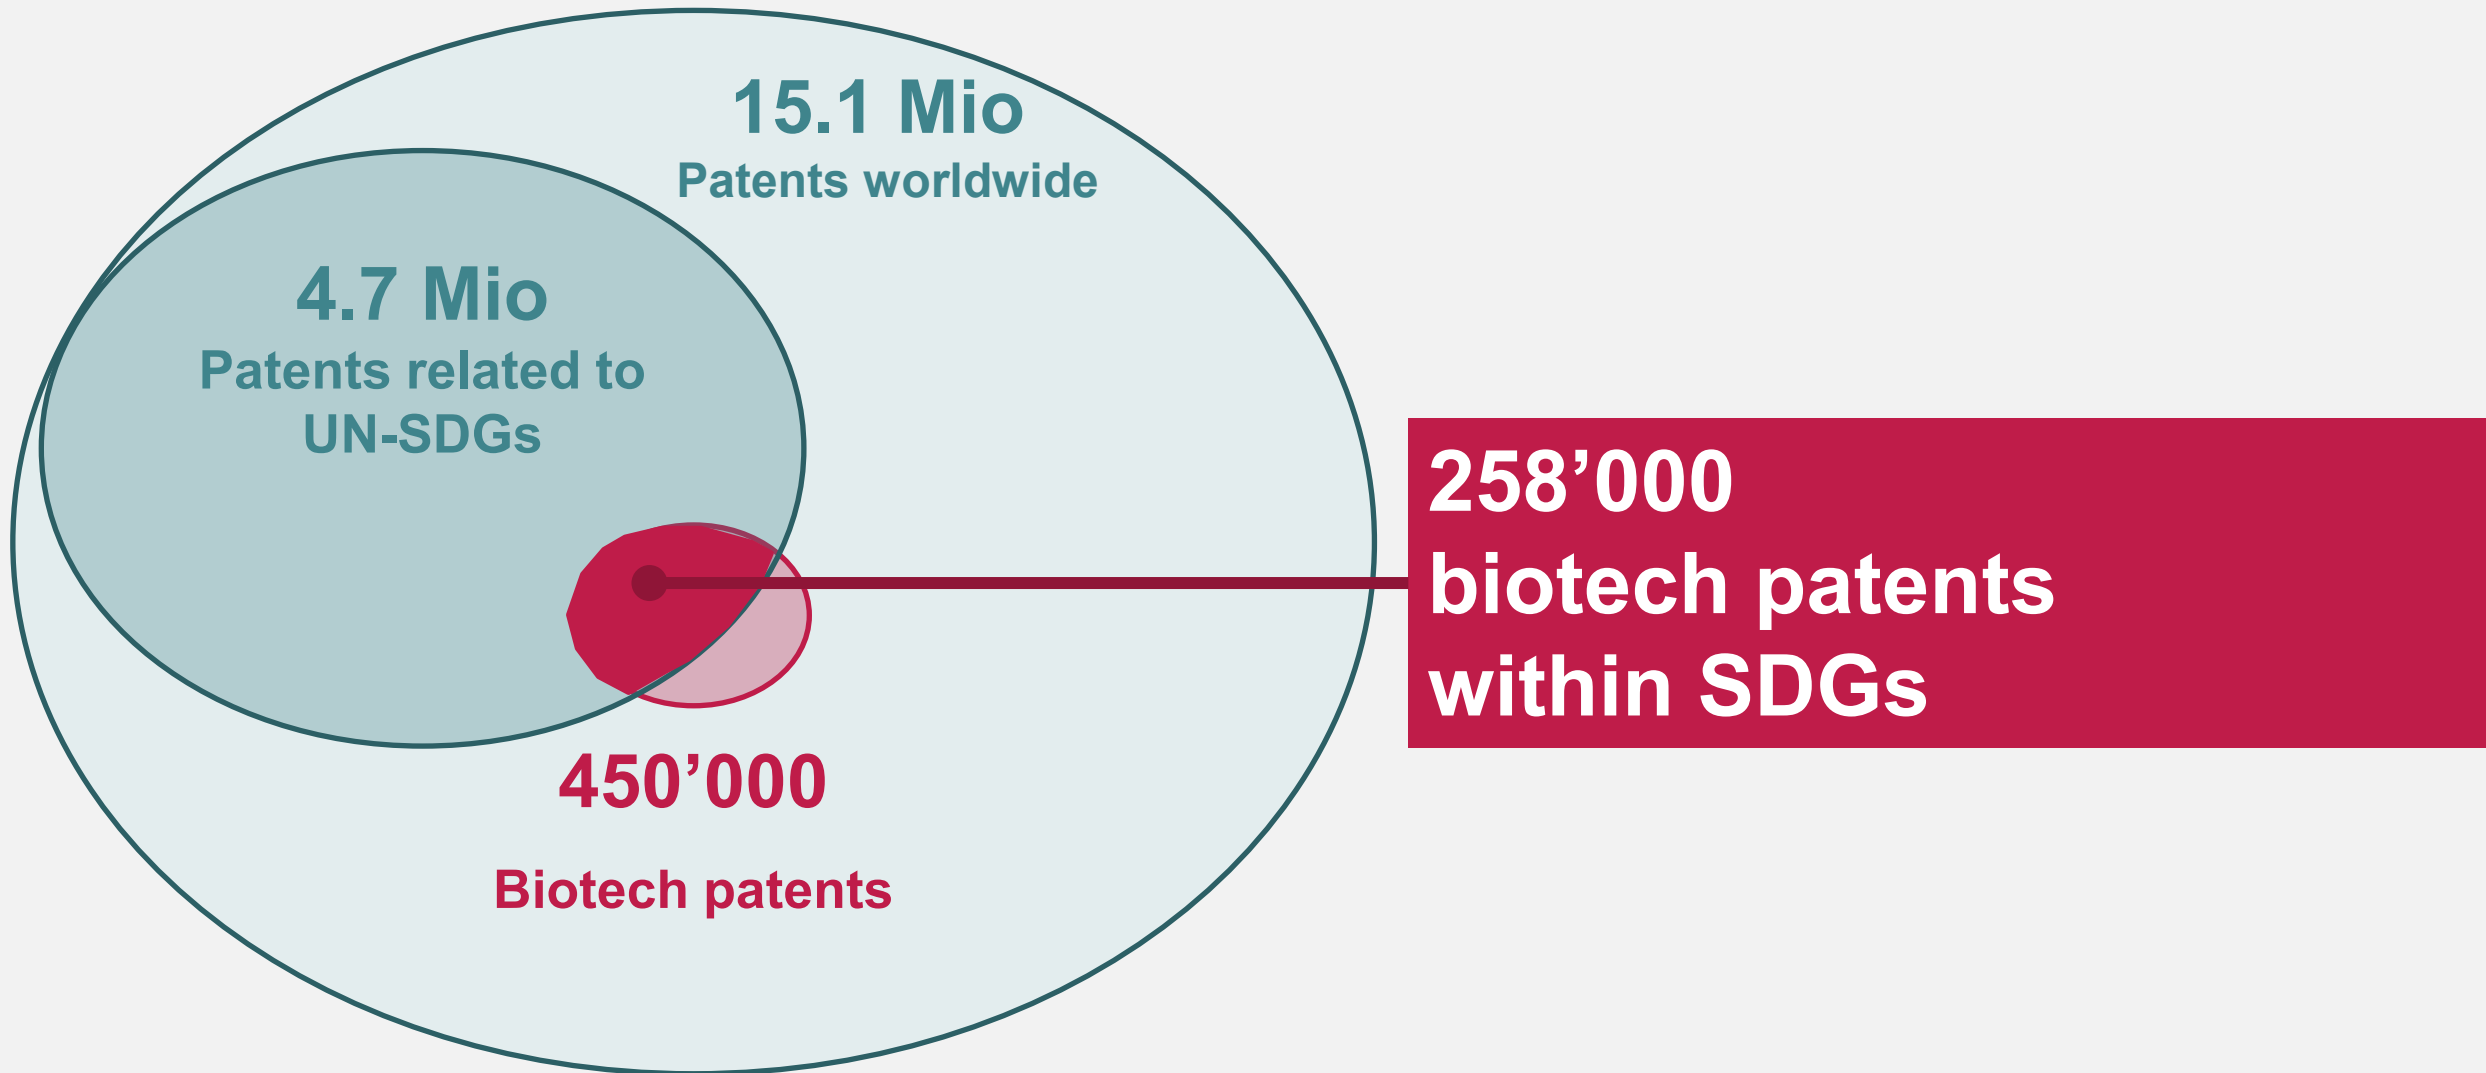 15.1 Mio
Patents worldwide
4.7 Mio
Patents related to
UN-SDGs
258’000
biotech patents
within SDGs
450’000
Biotech patents